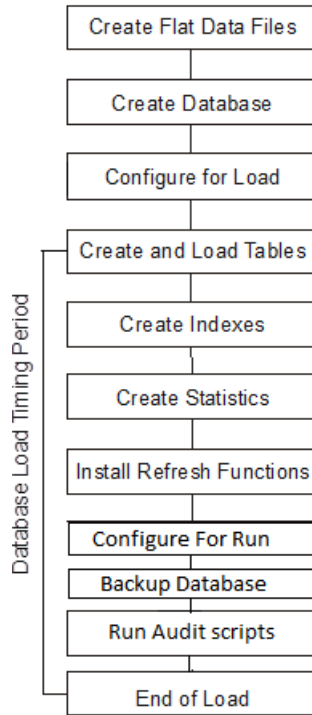 Create Flat Data Files
Create Database
Configure for Load
Create and Load Tables
Create Indexes
Create Statistics
Install Refresh Functions
Configure For Run
Backup Database
Run Audit scripts
End of Load
Database Load Timing Period